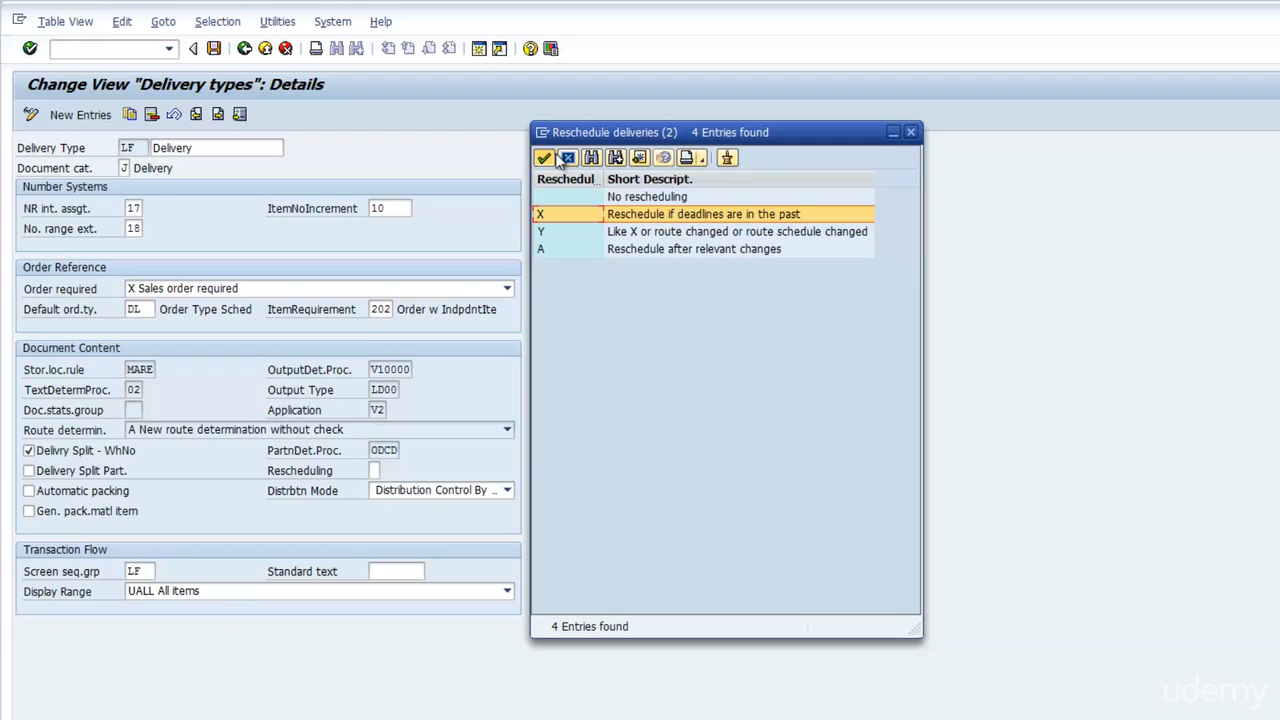 Table View Edit Goto Selection Utilities System Help
Change View "Delivery types": Details
New Entries
Delivery Type LF Delivery
Document cat. J Delivery
Number Systems
NR int. assgt. 17 ItemNoIncrement 10
No. range ext. 18
Order Reference
Order required X Sales order required
Default ord.ty. DL Order Type Sched ItemRequirement 202 Order w IndpdntIte
Document Content
Stor.loc.rule MARE OutputDet.Proc. V10000
TextDetermProc. 02 Output Type LD00
Doc.stats.group Application V2
Route determin. A New route determination without check
Delivry Split - WhNo PartnDet.Proc. ODCD
Delivery Split Part. Rescheduling
Automatic packing Distrbtn Mode Distribution Control By ...
Gen. pack.matl item
Transaction Flow
Screen seq.grp LF Standard text
Display Range UALL All items
Reschedule deliveries (2) 4 Entries found
Reschedul... Short Descript.
No rescheduling
X Reschedule if deadlines are in the past
Y Like X or route changed or route schedule changed
A Reschedule after relevant changes
4 Entries found
udemy